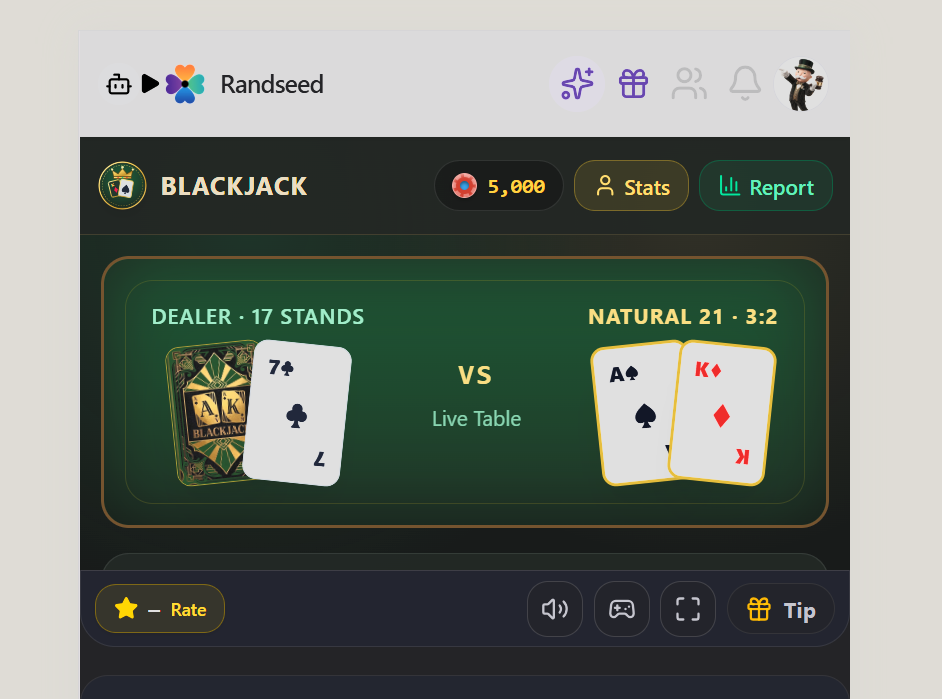 Randseed
BLACKJACK
5,000
Stats
Report
DEALER · 17 STANDS
NATURAL 21 · 3:2
7♣
A K
BLACKJAC
7
VS
Live Table
A♠
K♦
K
– Rate
Tip